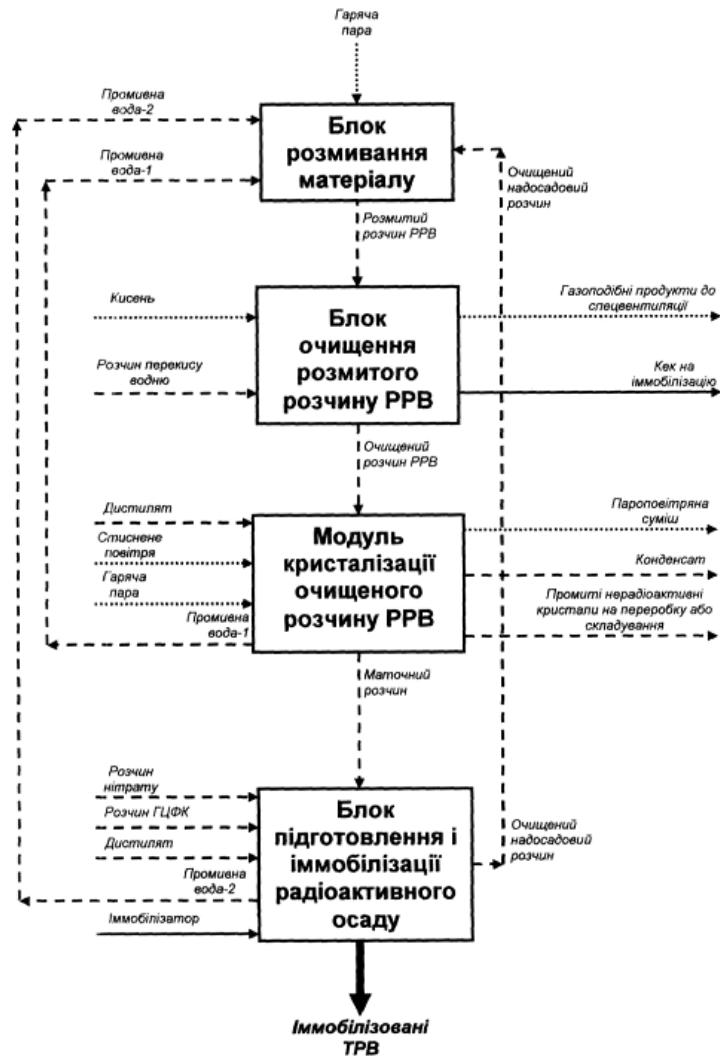 Гаряча
пара
Промивна
вода-2
Блок
розмивання
матеріалу
Промивна
вода-1
Очищений
надосадовий
розчин
Розмитий
розчин РРВ
Кисень
Газоподібні продукти до
спецвентиляції
Блок
очищення
розмитого
розчину РРВ
Розчин перекису
водню
Кек на
іммобілізацію
Очищений
розчин РРВ
Дистилят
Стиснене
повітря
Гаряча
пара
Промивна
вода-1
Модуль
кристалізації
очищеного
розчину РРВ
Пароповітряна
суміш
Конденсат
Промиті нерадіоактивні
кристали на переробку або
складування
Маточний
розчин
Розчин
нітрату
Розчин ГЦФК
Дистилят
Промивна
вода-2
Іммобілізатор
Блок
підготовлення і
іммобілізації
радіоактивного
осаду
Очищений
надосадовий
розчин
Іммобілізовані
ТРВ